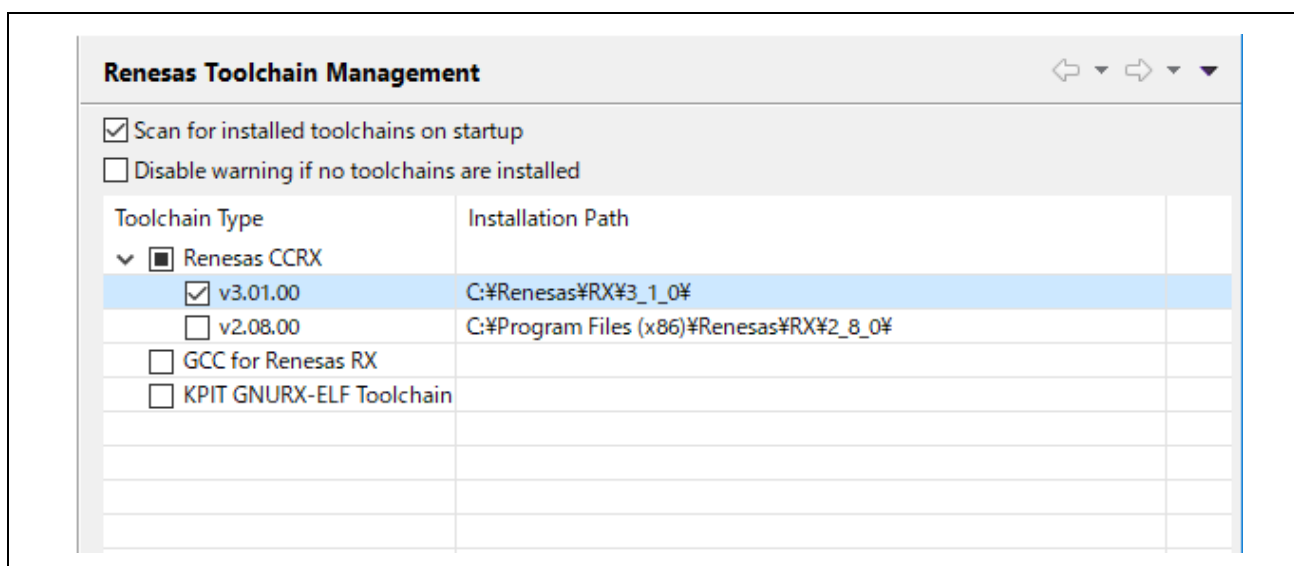 Renesas Toolchain Management
Scan for installed toolchains on startup
Disable warning if no toolchains are installed
Toolchain Type Installation Path
Renesas CCRX
v3.01.00 C:¥Renesas¥RX¥3_1_0¥
v2.08.00 C:¥Program Files (x86)¥Renesas¥RX¥2_8_0¥
GCC for Renesas RX
KPIT GNURX-ELF Toolchain